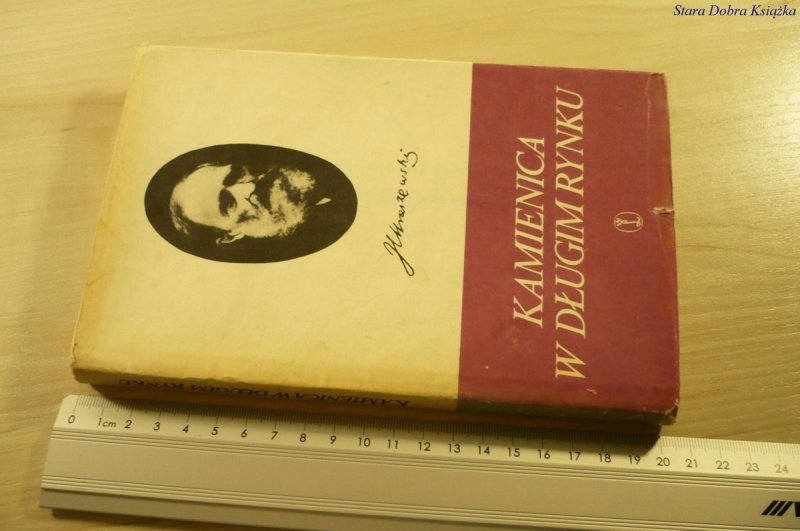 Stara Dobra Książka
JIKraszewski
KAMIENICA
W DŁUGIM RYNKU
KAMIENICA W DŁUGIM RYNKU
0 1cm 2 3 4 5 6 7 8 9 10 11 12 13 14 15 16 17 18 19 20 21 22 23 24